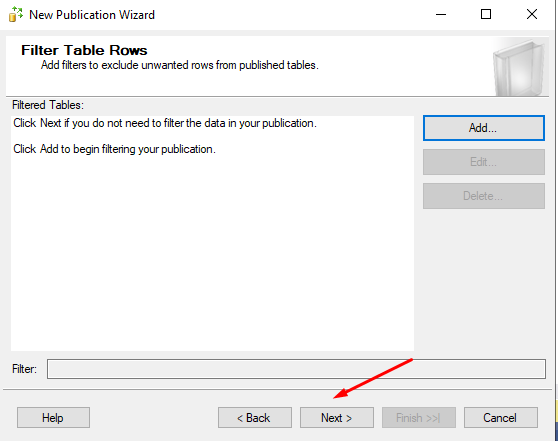 New Publication Wizard
Filter Table Rows
Add filters to exclude unwanted rows from published tables.
Filtered Tables:
Click Next if you do not need to filter the data in your publication.
Click Add to begin filtering your publication.
Add...
Edit...
Delete...
Filter:
Help
< Back
Next >
Finish >>|
Cancel